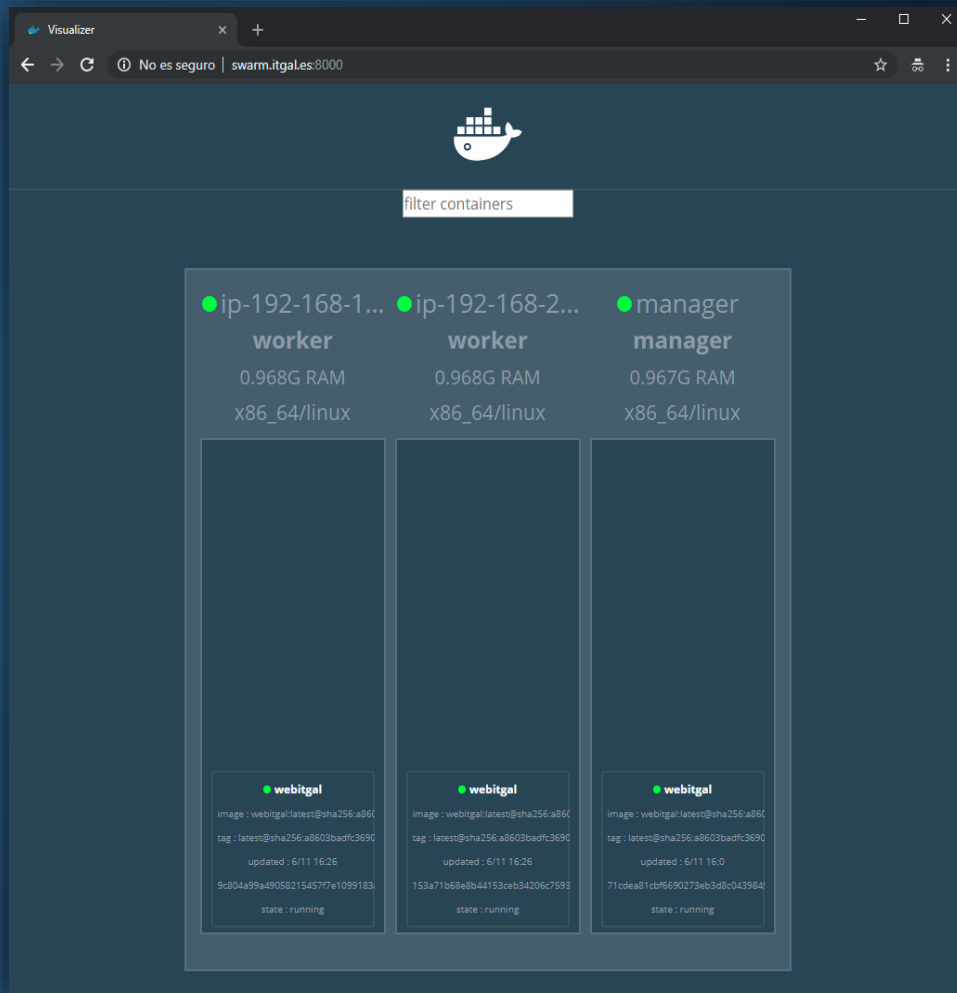 Visualizer
No es seguro | swarm.itgal.es:8000
filter containers
ip-192-168-1... ip-192-168-2... manager
worker worker manager
0.968G RAM 0.968G RAM 0.967G RAM
x86_64/linux x86_64/linux x86_64/linux
webitgal webitgal webitgal
image : webitgal:latest@sha256:a860 image : webitgal:latest@sha256:a860 image : webitgal:latest@sha256:a860
tag : latest@sha256:a8603badfc3690 tag : latest@sha256:a8603badfc3690 tag : latest@sha256:a8603badfc3690
updated : 6/11 16:26 updated : 6/11 16:26 updated : 6/11 16:0
9c804a99a49058215457f7e1099183 153a71b68e8b44153ceb34206c7593 71cdea81cbf6690273eb3d8c043984
state : running state : running state : running